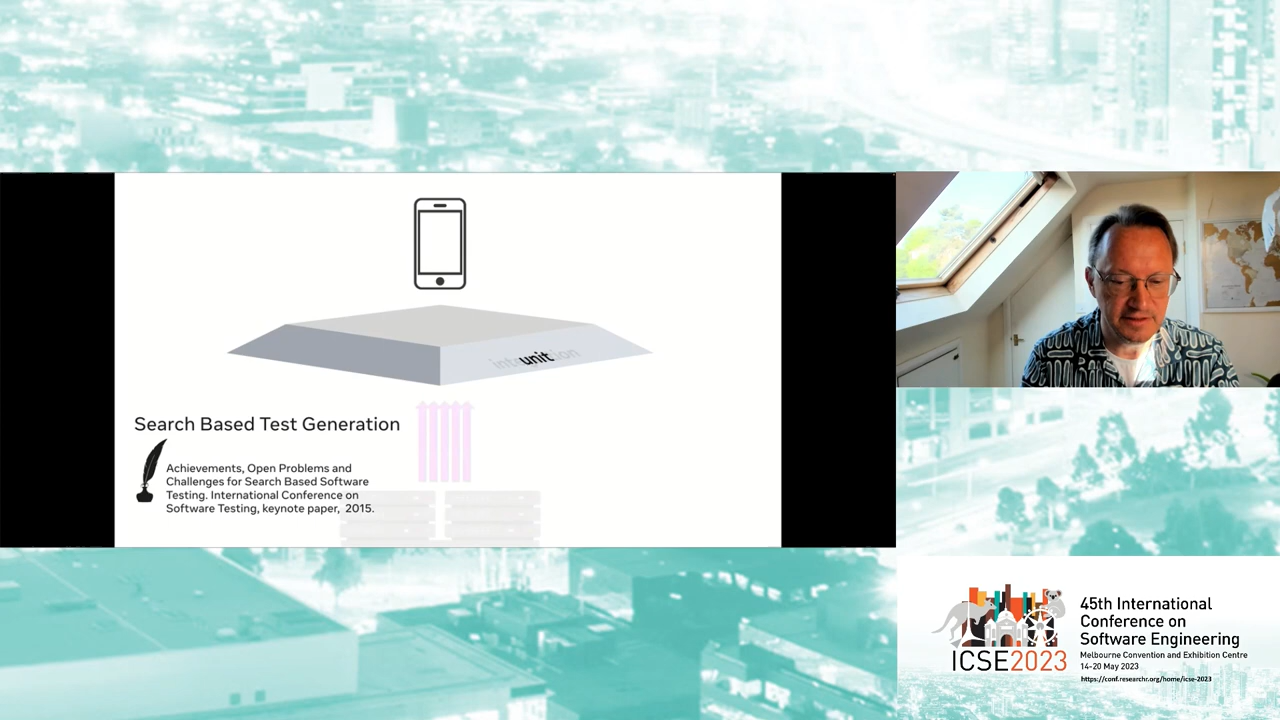 unit
Search Based Test Generation
Achievements, Open Problems and
Challenges for Search Based Software
Testing. International Conference on
Software Testing, keynote paper, 2015.
ICSE2023
45th International
Conference on
Software Engineering
Melbourne Convention and Exhibition Centre
14-20 May 2023
https://conf.researchr.org/home/icse-2023